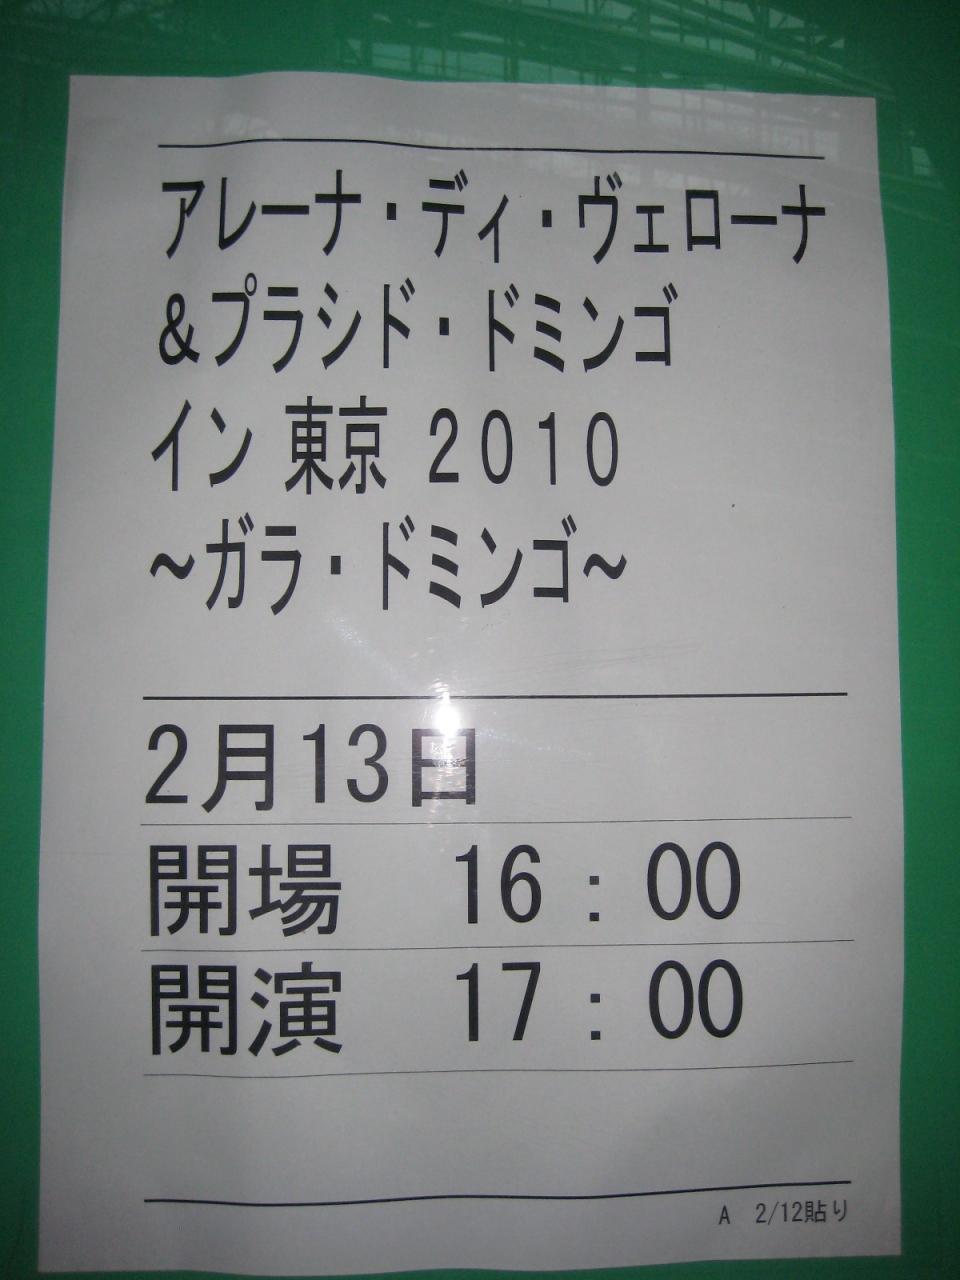 アレーナ・ディ・ヴェローナ
＆プラシド・ドミンゴ
イン 東京 2010
～ガラ・ドミンゴ～
2月13日
開場　16：00
開演　17：00
A　2/12貼り